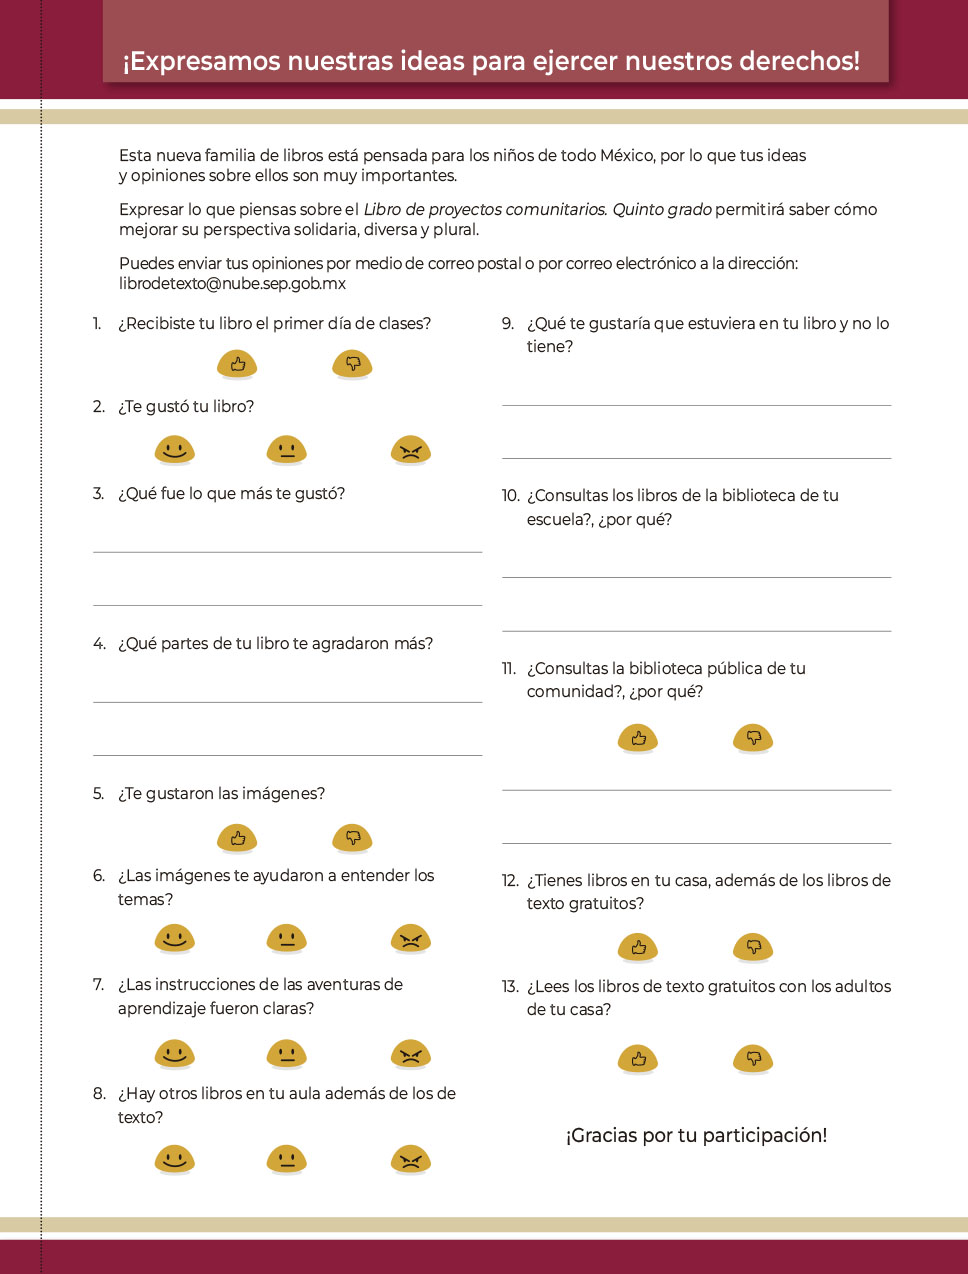 ¡Expresamos nuestras ideas para ejercer nuestros derechos!
Esta nueva familia de libros está pensada para los niños de todo México, por lo que tus ideas
y opiniones sobre ellos son muy importantes.
Expresar lo que piensas sobre el Libro de proyectos comunitarios. Quinto grado permitirá saber cómo
mejorar su perspectiva solidaria, diversa y plural.
Puedes enviar tus opiniones por medio de correo postal o por correo electrónico a la dirección:
librodetexto@nube.sep.gob.mx
1. ¿Recibiste tu libro el primer día de clases?
2. ¿Te gustó tu libro?
3. ¿Qué fue lo que más te gustó?
4. ¿Qué partes de tu libro te agradaron más?
5. ¿Te gustaron las imágenes?
6. ¿Las imágenes te ayudaron a entender los
temas?
7. ¿Las instrucciones de las aventuras de
aprendizaje fueron claras?
8. ¿Hay otros libros en tu aula además de los de
texto?
9. ¿Qué te gustaría que estuviera en tu libro y no lo
tiene?
10. ¿Consultas los libros de la biblioteca de tu
escuela?, ¿por qué?
11. ¿Consultas la biblioteca pública de tu
comunidad?, ¿por qué?
12. ¿Tienes libros en tu casa, además de los libros de
texto gratuitos?
13. ¿Lees los libros de texto gratuitos con los adultos
de tu casa?
¡Gracias por tu participación!